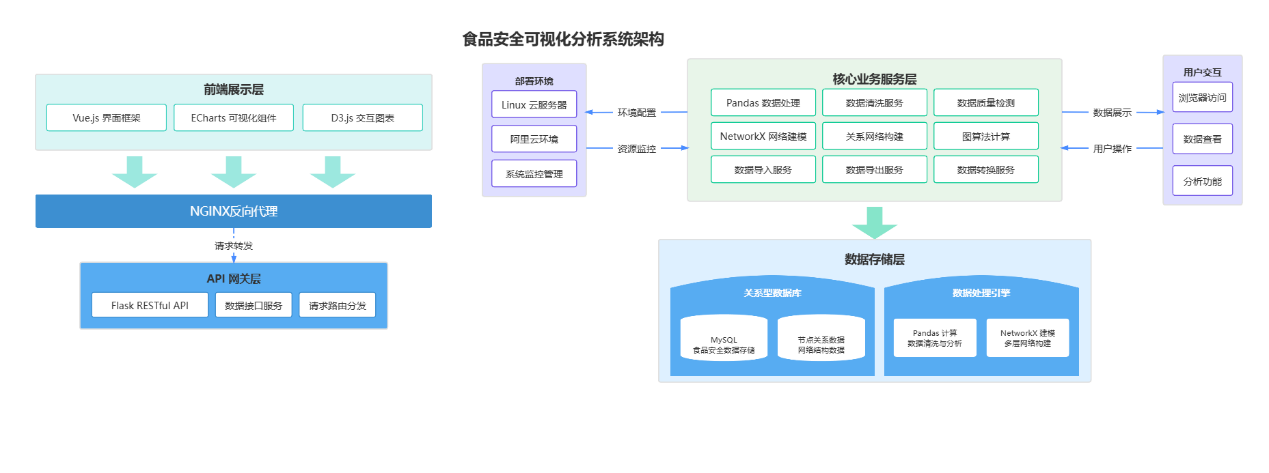 食品安全可视化分析系统架构
前端展示层
Vue.js 界面框架
ECharts 可视化组件
D3.js 交互图表
NGINX反向代理
请求转发
API 网关层
Flask RESTful API
数据接口服务
请求路由分发
部署环境
Linux 云服务器
阿里云环境
系统监控管理
环境配置
资源监控
核心业务服务层
Pandas 数据处理
数据清洗服务
数据质量检测
NetworkX 网络建模
关系网络构建
图算法计算
数据导入服务
数据导出服务
数据转换服务
数据展示
用户操作
用户交互
浏览器访问
数据查看
分析功能
数据存储层
关系型数据库
MySQL
食品安全数据存储
节点关系数据
网络结构数据
数据处理引擎
Pandas 计算
数据清洗与分析
NetworkX 建模
多层网络构建